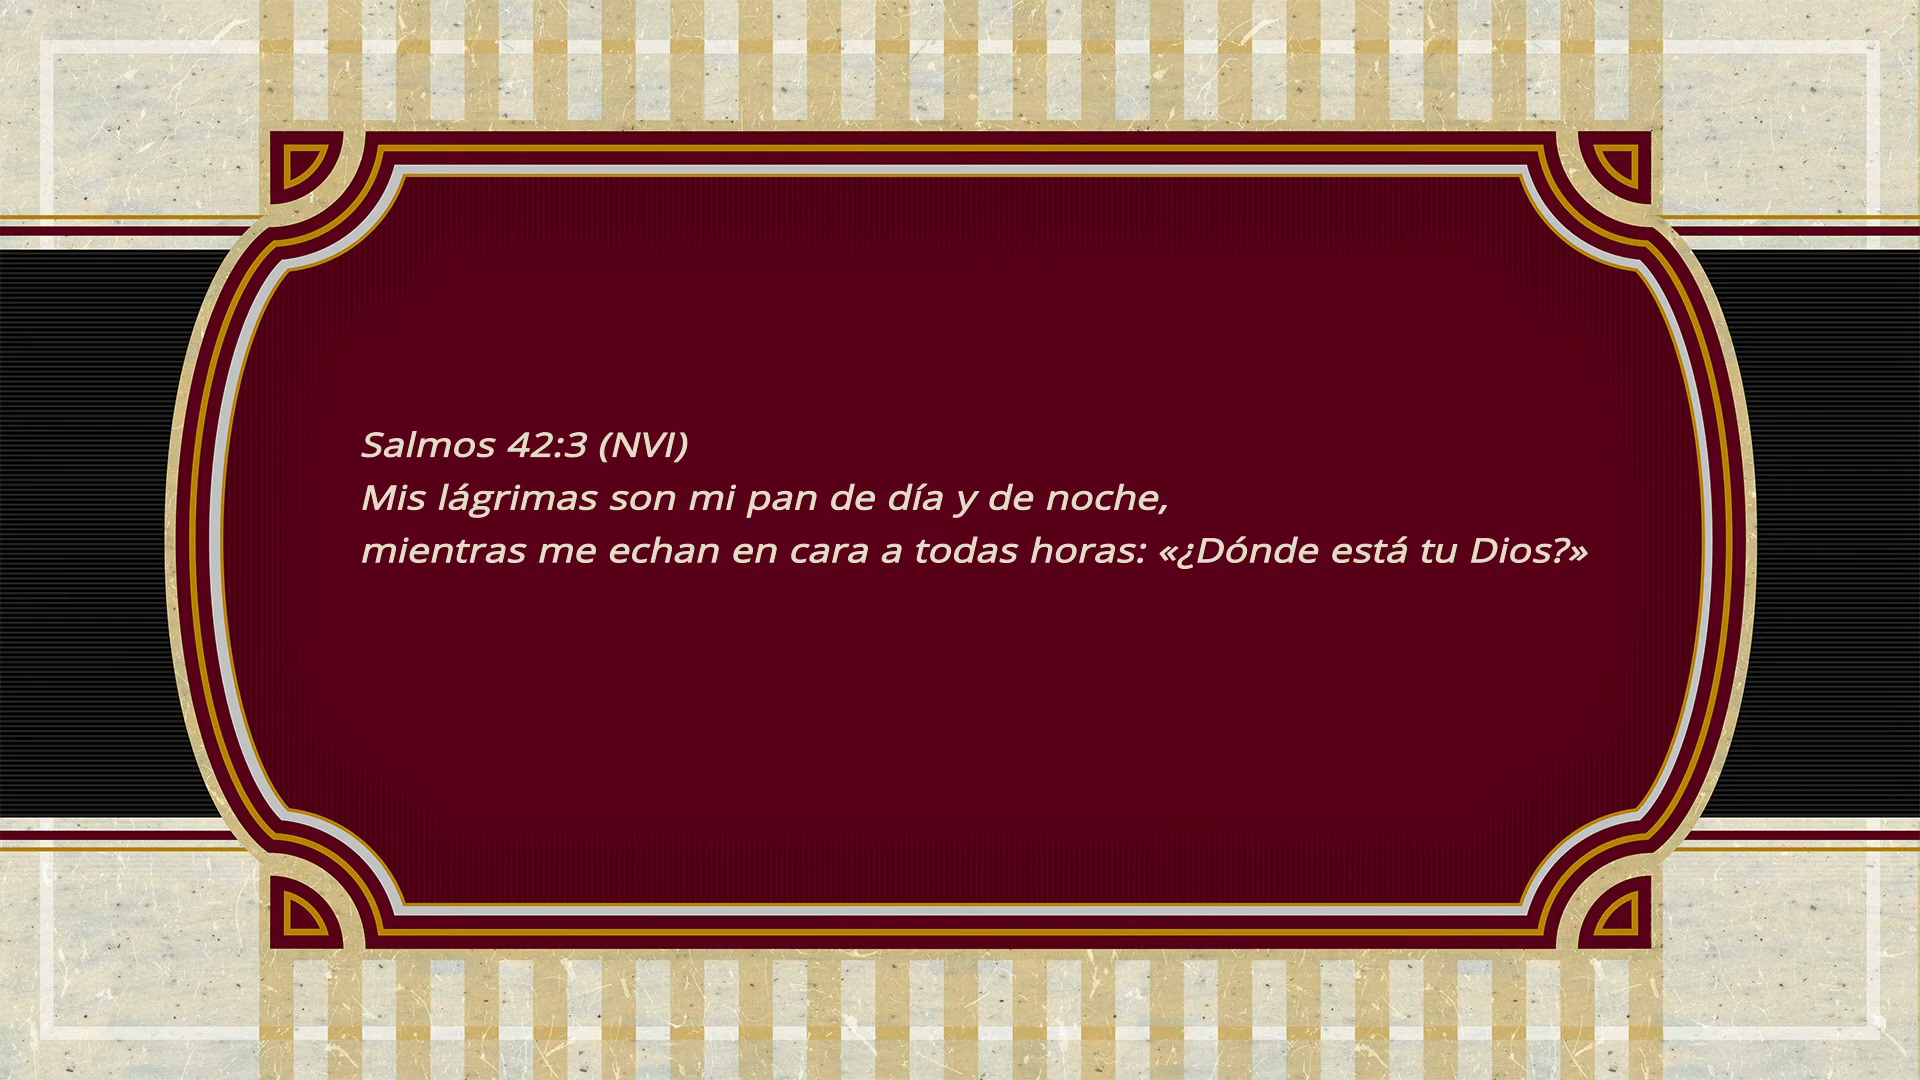 Salmos 42:3 (NVI)
Mis lágrimas son mi pan de día y de noche,
mientras me echan en cara a todas horas: «¿Dónde está tu Dios?»